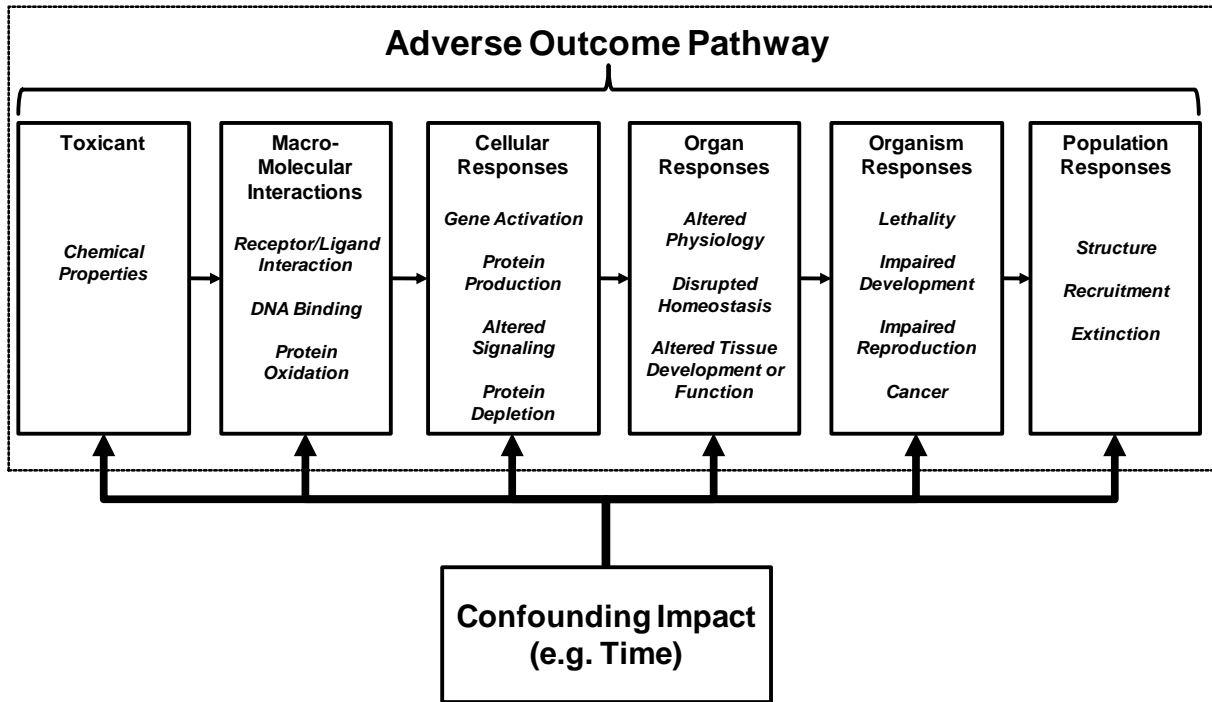 Adverse Outcome Pathway
Toxicant
Chemical
Properties
Macro-
Molecular
Interactions
Receptor/Ligand
Interaction
DNA Binding
Protein
Oxidation
Cellular
Responses
Gene Activation
Protein
Production
Altered
Signaling
Protein
Depletion
Organ
Responses
Altered
Physiology
Disrupted
Homeostasis
Altered Tissue
Development or
Function
Organism
Responses
Lethality
Impaired
Development
Impaired
Reproduction
Cancer
Population
Responses
Structure
Recruitment
Extinction
Confounding Impact
(e.g. Time)